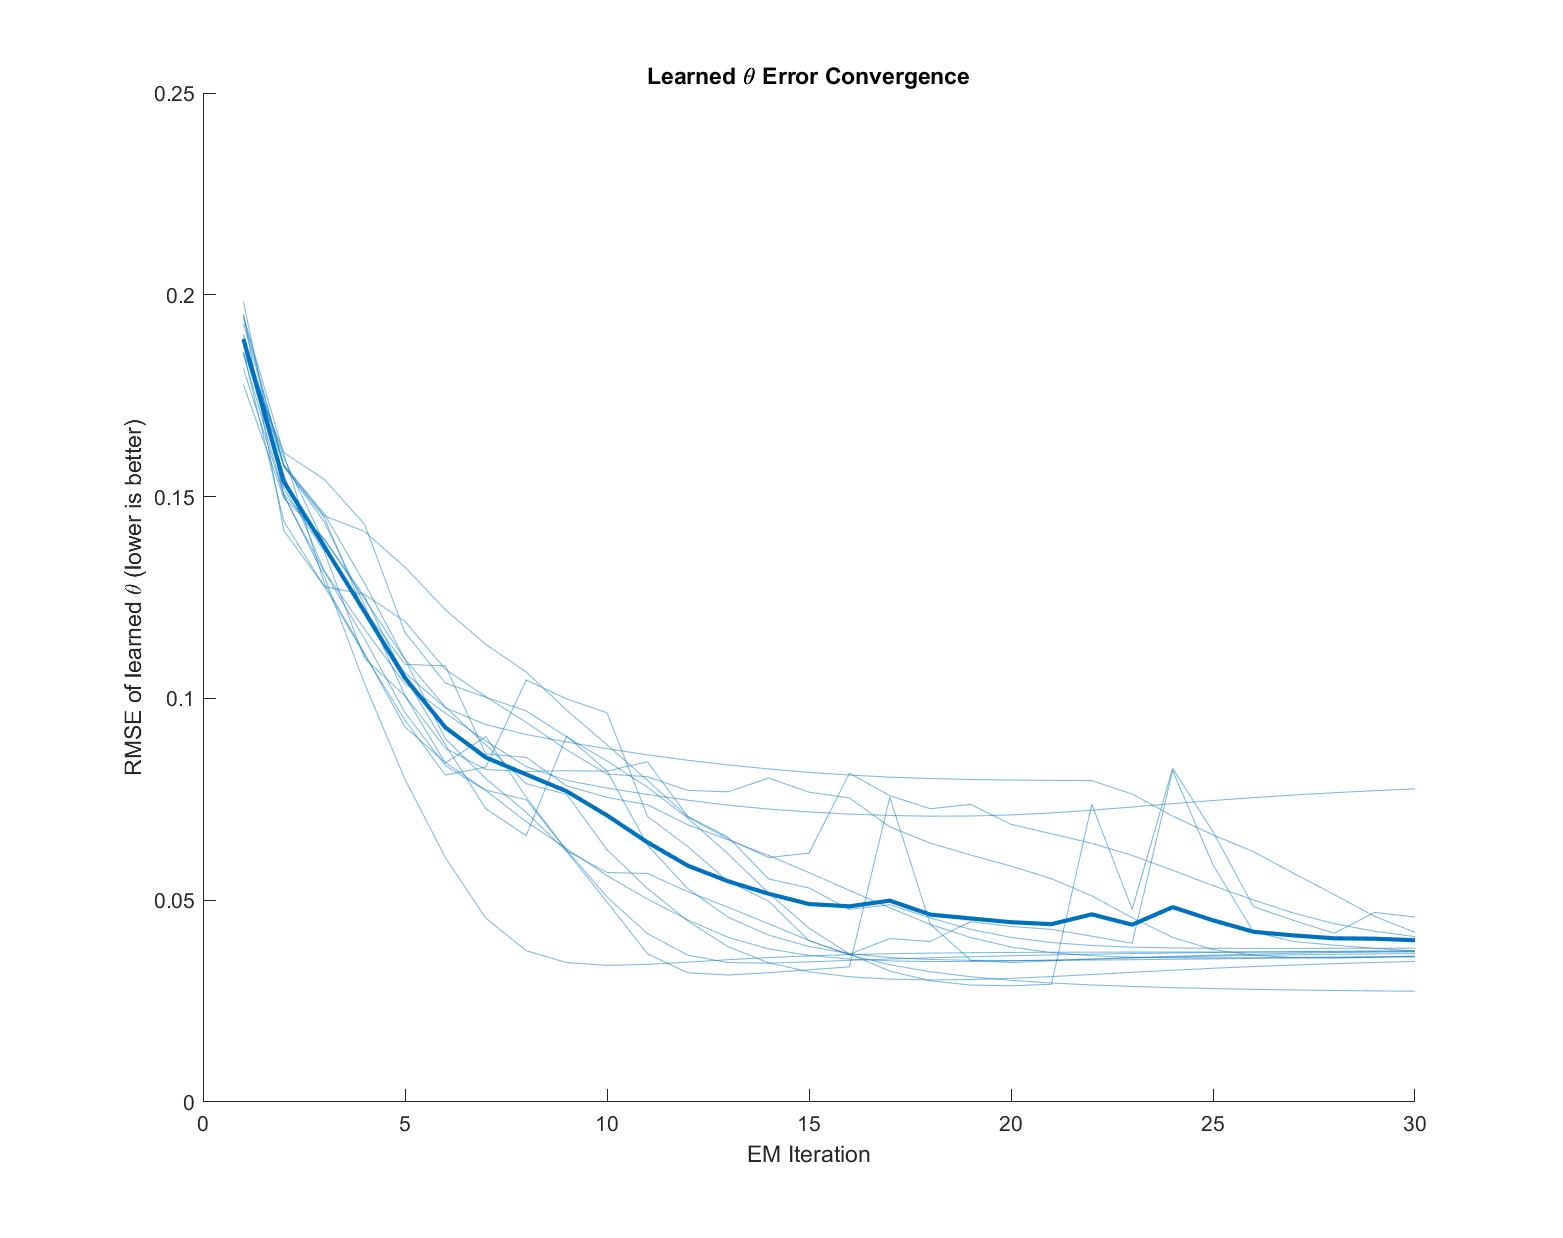 Learned θ Error Convergence
0.25
0.2
0.15
0.1
0.05
0
RMSE of learned θ (lower is better)
0 5 10 15 20 25 30
EM Iteration